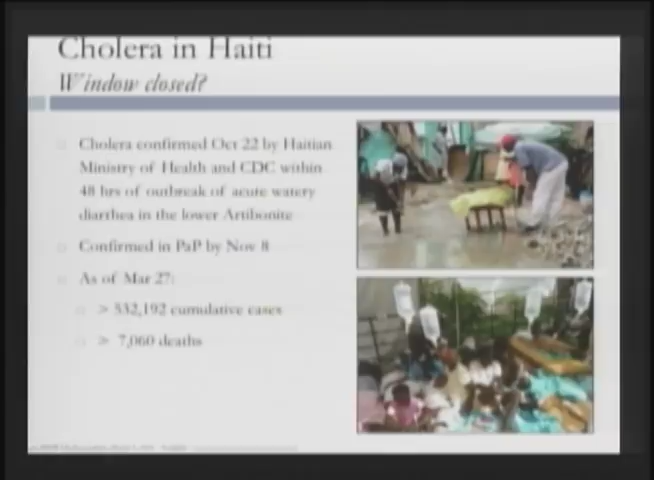 Cholera in Haiti
Window closed?
Cholera confirmed Oct 22 by Haitian
Ministry of Health and CDC within
48 hrs of outbreak of acute watery
diarrhea in the lower Artibonite
Confirmed in PaP by Nov 8
As of Mar 27:
> 532,192 cumulative cases
> 7,060 deaths